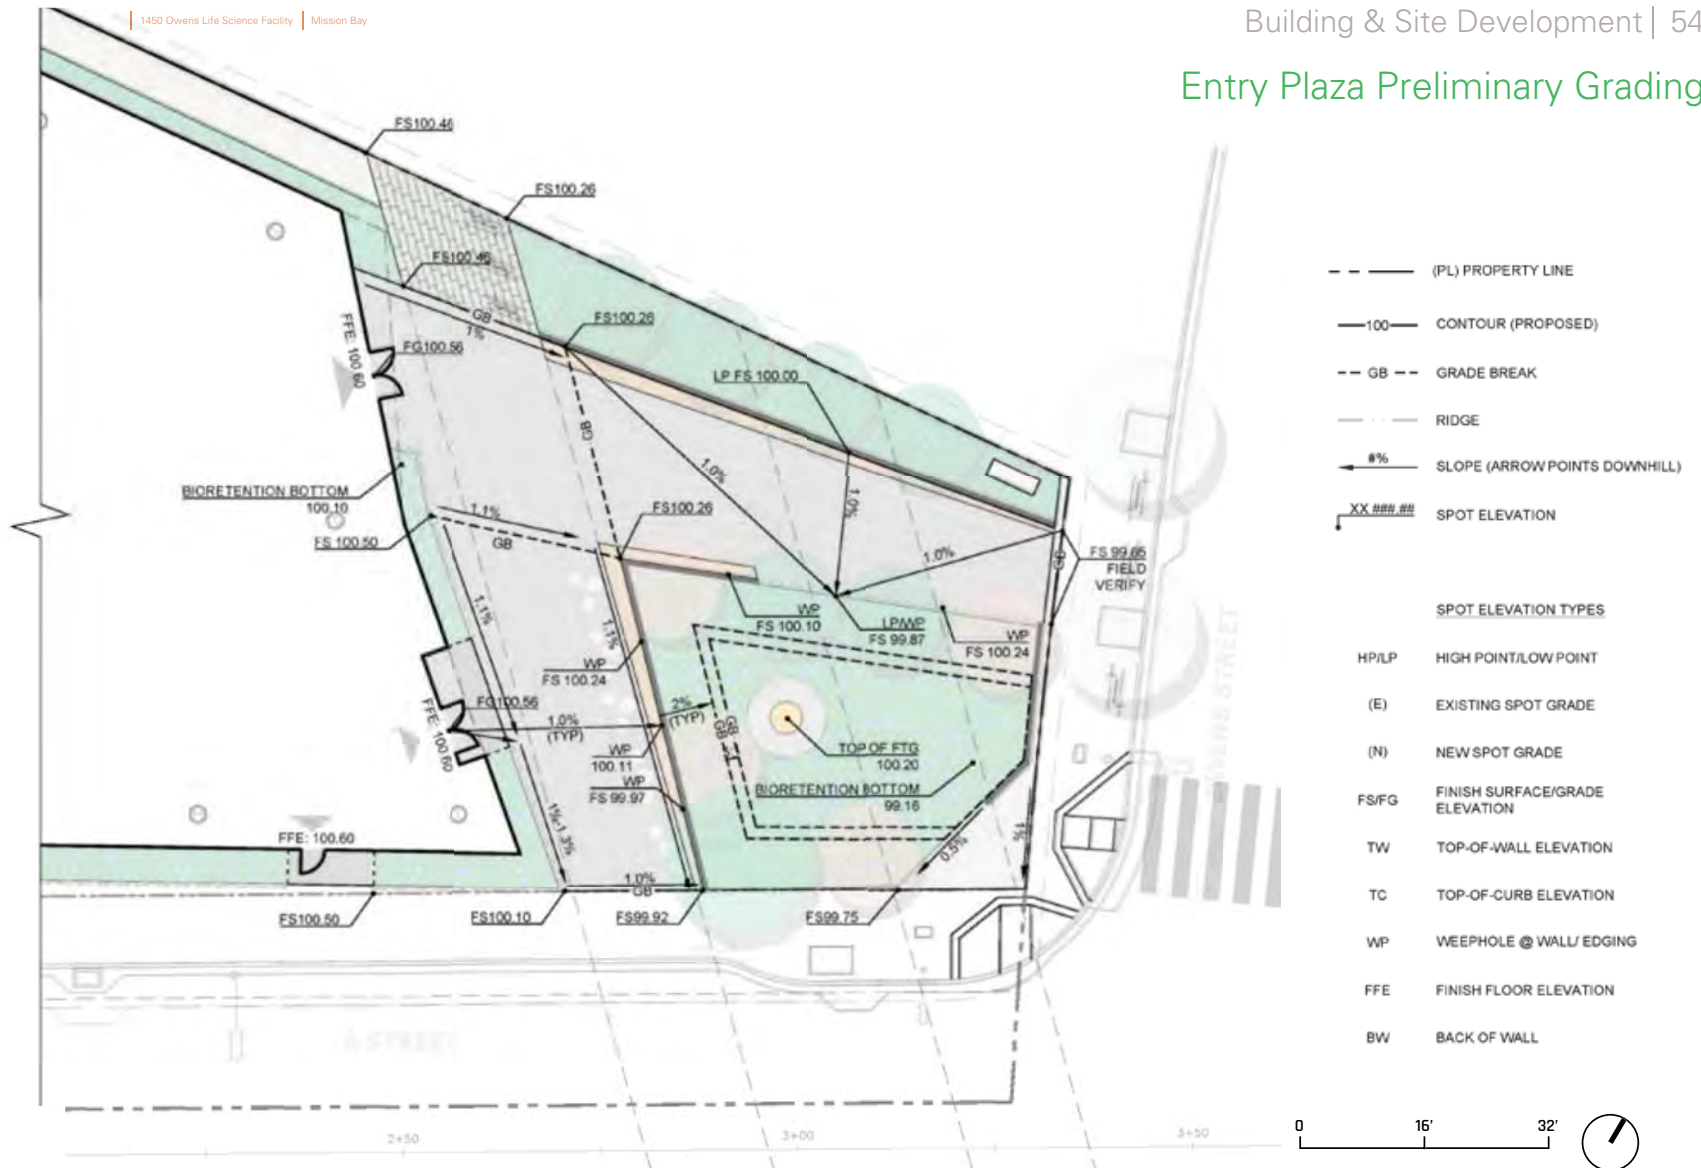 1450 Owens Life Science Facility | Mission Bay
Building & Site Development | 54
Entry Plaza Preliminary Grading
FS100.46
FS100.26
FS100.46
GB
1%
FS100.26
FFE: 100.60
FG100.56
LP FS 100.00
GB
1.0%
1.0%
BIORETENTION BOTTOM
100.10
1.1%
FS100.26
FS 100.50
GB
1.0%
GB
FS 99.65
FIELD
VERIFY
1.1%
1.1%
WP
FS 100.10
LP/WP
FS 99.87
WP
FS 100.24
WP
FS 100.24
FG100.56
FFE: 100.60
1.0%
(TYP)
2%
(TYP)
GB
GB
WP
100.11
TOP OF FTG
100.20
WP
FS 99.97
BIORETENTION BOTTOM
99.16
FFE: 100.60
1%-1.3%
0.5%
1%
1.0%
GB
FS100.50
FS100.10
FS99.92
FS99.75
A STREET
OWENS STREET
2+50
3+00
3+50
(PL) PROPERTY LINE
100 CONTOUR (PROPOSED)
GB GRADE BREAK
RIDGE
#% SLOPE (ARROW POINTS DOWNHILL)
XX ###.## SPOT ELEVATION
SPOT ELEVATION TYPES
HP/LP HIGH POINT/LOW POINT
(E) EXISTING SPOT GRADE
(N) NEW SPOT GRADE
FS/FG FINISH SURFACE/GRADE
ELEVATION
TW TOP-OF-WALL ELEVATION
TC TOP-OF-CURB ELEVATION
WP WEEPHOLE @ WALL/ EDGING
FFE FINISH FLOOR ELEVATION
BW BACK OF WALL
0 16' 32'